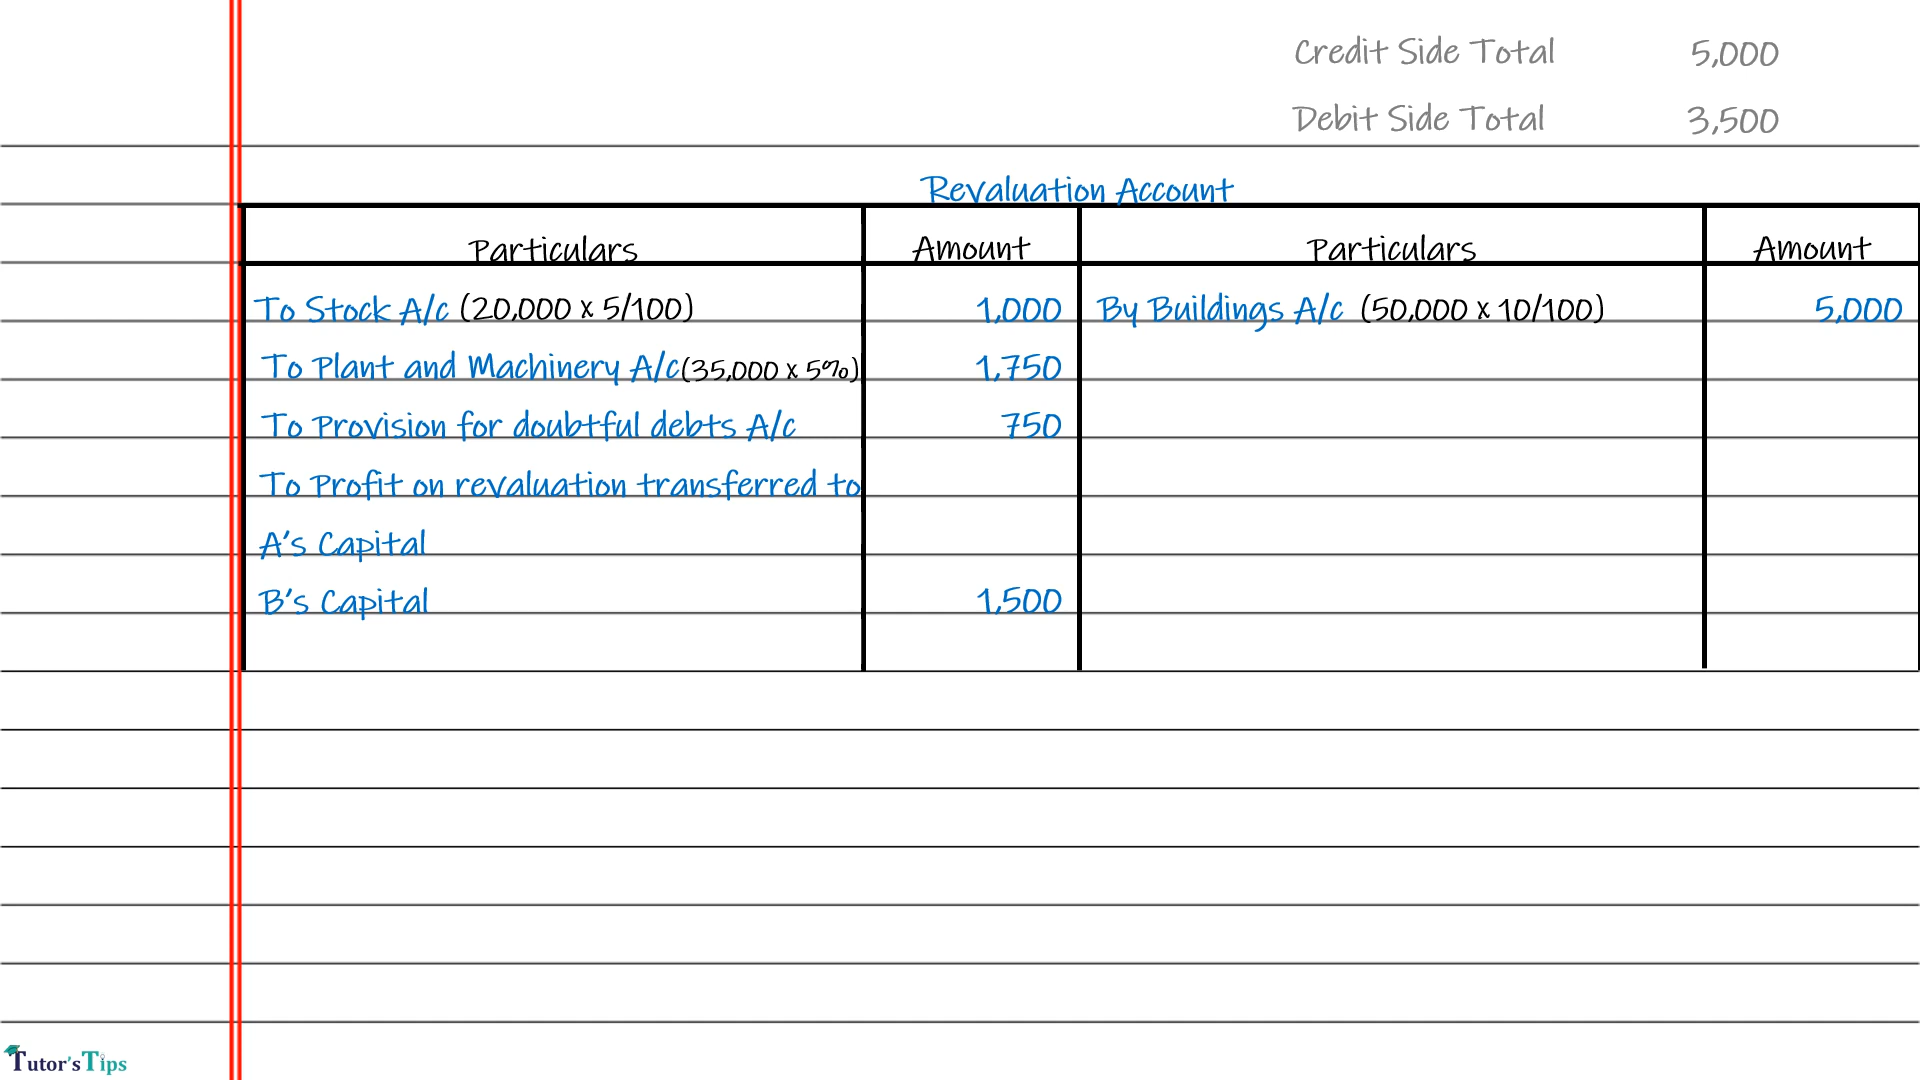 Credit Side Total 5,000
Debit Side Total 3,500
Revaluation Account
Particulars Amount Particulars Amount
To Stock A/c (20,000 x 5/100) 1,000 By Buildings A/c (50,000 x 10/100) 5,000
To Plant and Machinery A/c(35,000 x 5%) 1,750
To Provision for doubtful debts A/c 750
To Profit on revaluation transferred to
A's Capital
B's Capital 1,500
Tutor'sTips